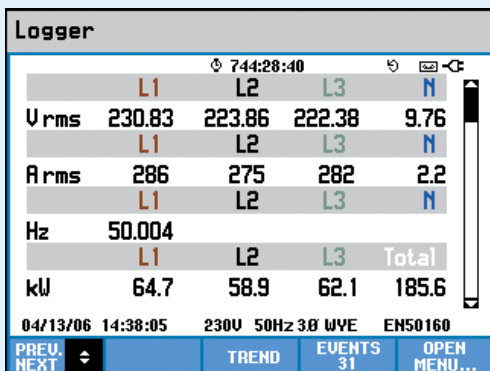 Logger
744:28:40
L1 L2 L3 N
Vrms 230.83 223.86 222.38 9.76
L1 L2 L3 N
Arms 286 275 282 2.2
L1 L2 L3 N
Hz 50.004
L1 L2 L3 Total
kW 64.7 58.9 62.1 185.6
04/13/06 14:38:05 230V 50Hz 3Ø WYE EN50160
PREV. NEXT TREND EVENTS 31 OPEN MENU...